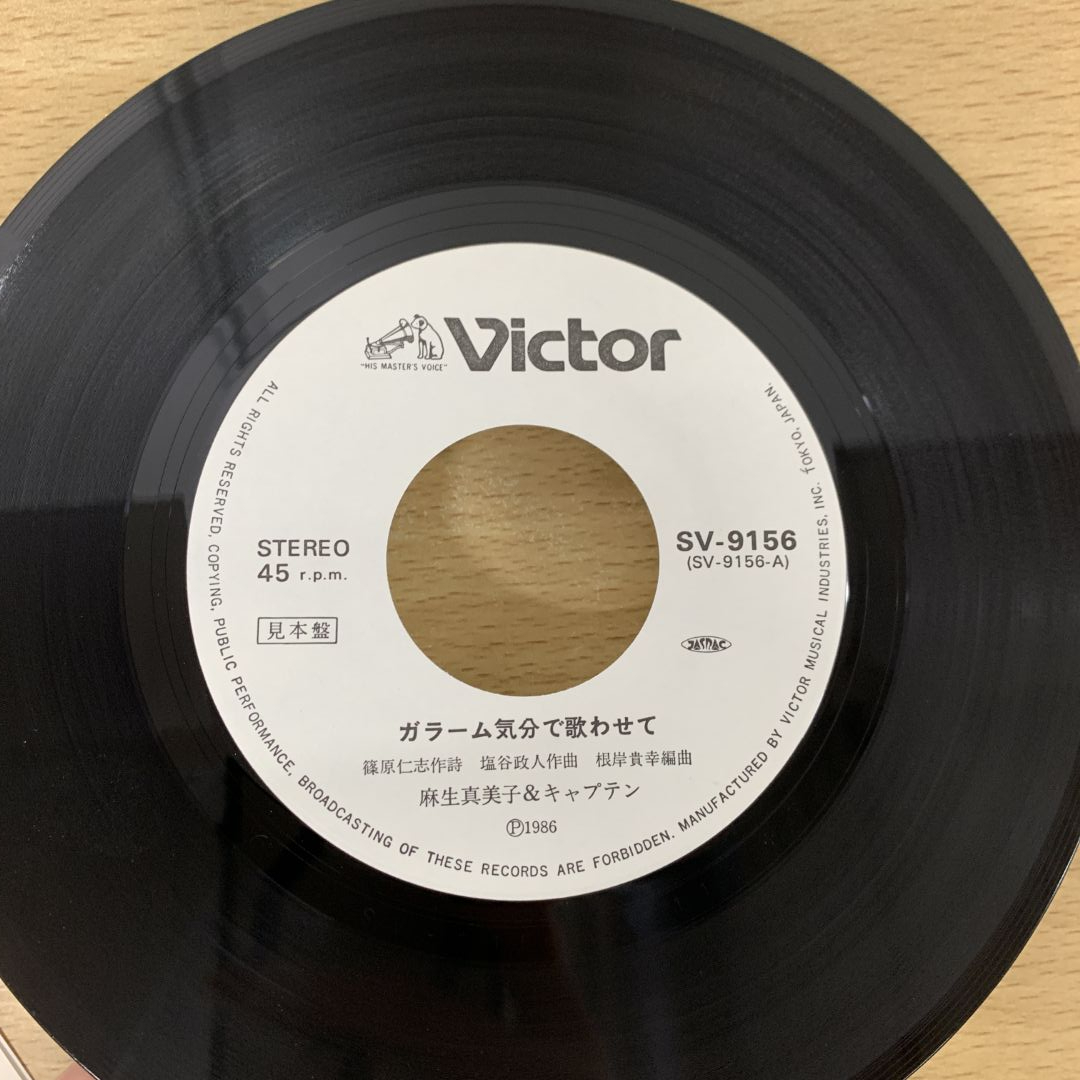 Victor
"HIS MASTER'S VOICE"
STEREO
45 r.p.m.
見本盤
SV-9156
(SV-9156-A)
JASRAC
ガラーム気分で歌わせて
篠原仁志作詩 塩谷政人作曲 根岸貴幸編曲
麻生真美子&キャプテン
Ⓟ1986
ALL RIGHTS RESERVED, COPYING, PUBLIC PERFORMANCE, BROADCASTING OF THESE RECORDS ARE FORBIDDEN. MANUFACTURED BY VICTOR MUSICAL INDUSTRIES, INC. TOKYO, JAPAN.